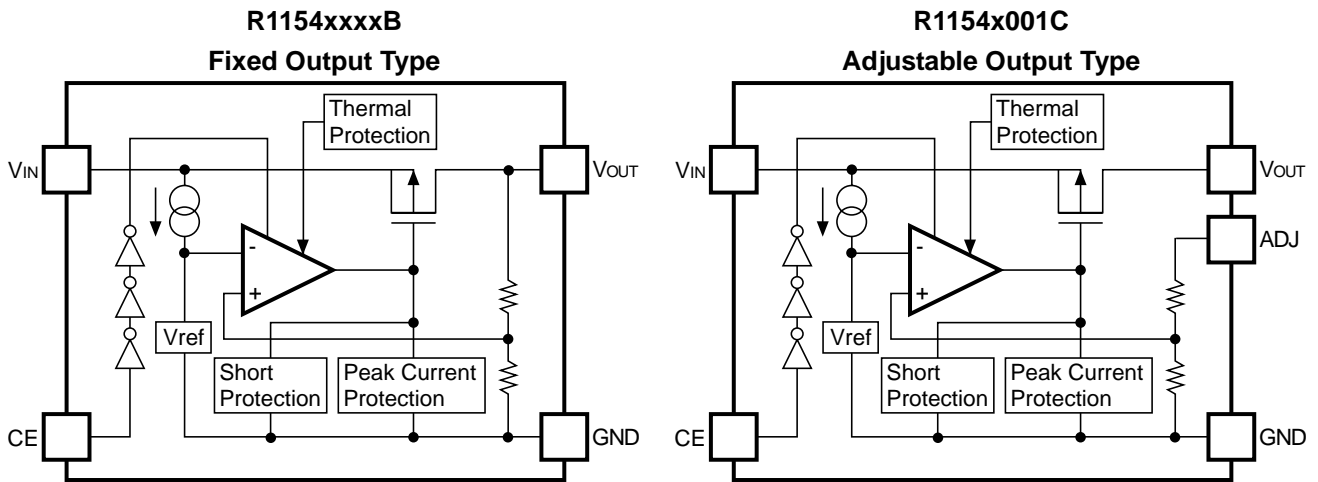 R1154xxxxB
Fixed Output Type
Thermal
Protection
VIN
VOUT
-
+
Vref
Short
Protection
Peak Current
Protection
CE
GND
R1154x001C
Adjustable Output Type
Thermal
Protection
VIN
VOUT
ADJ
-
+
Vref
Short
Protection
Peak Current
Protection
CE
GND